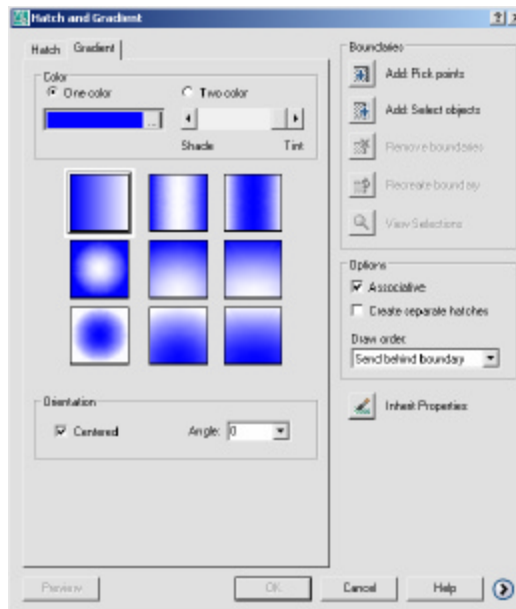 Hatch and Gradient
Hatch
Gradient
Color
One color
Two color
...
Shade
Tint
Orientation
Centered
Angle:
0
Boundaries
Add: Pick points
Add: Select objects
Remove boundaries
Recreate boundary
View Selections
Options
Associative
Create separate hatches
Draw order:
Send behind boundary
Inherit Properties
Preview
OK
Cancel
Help